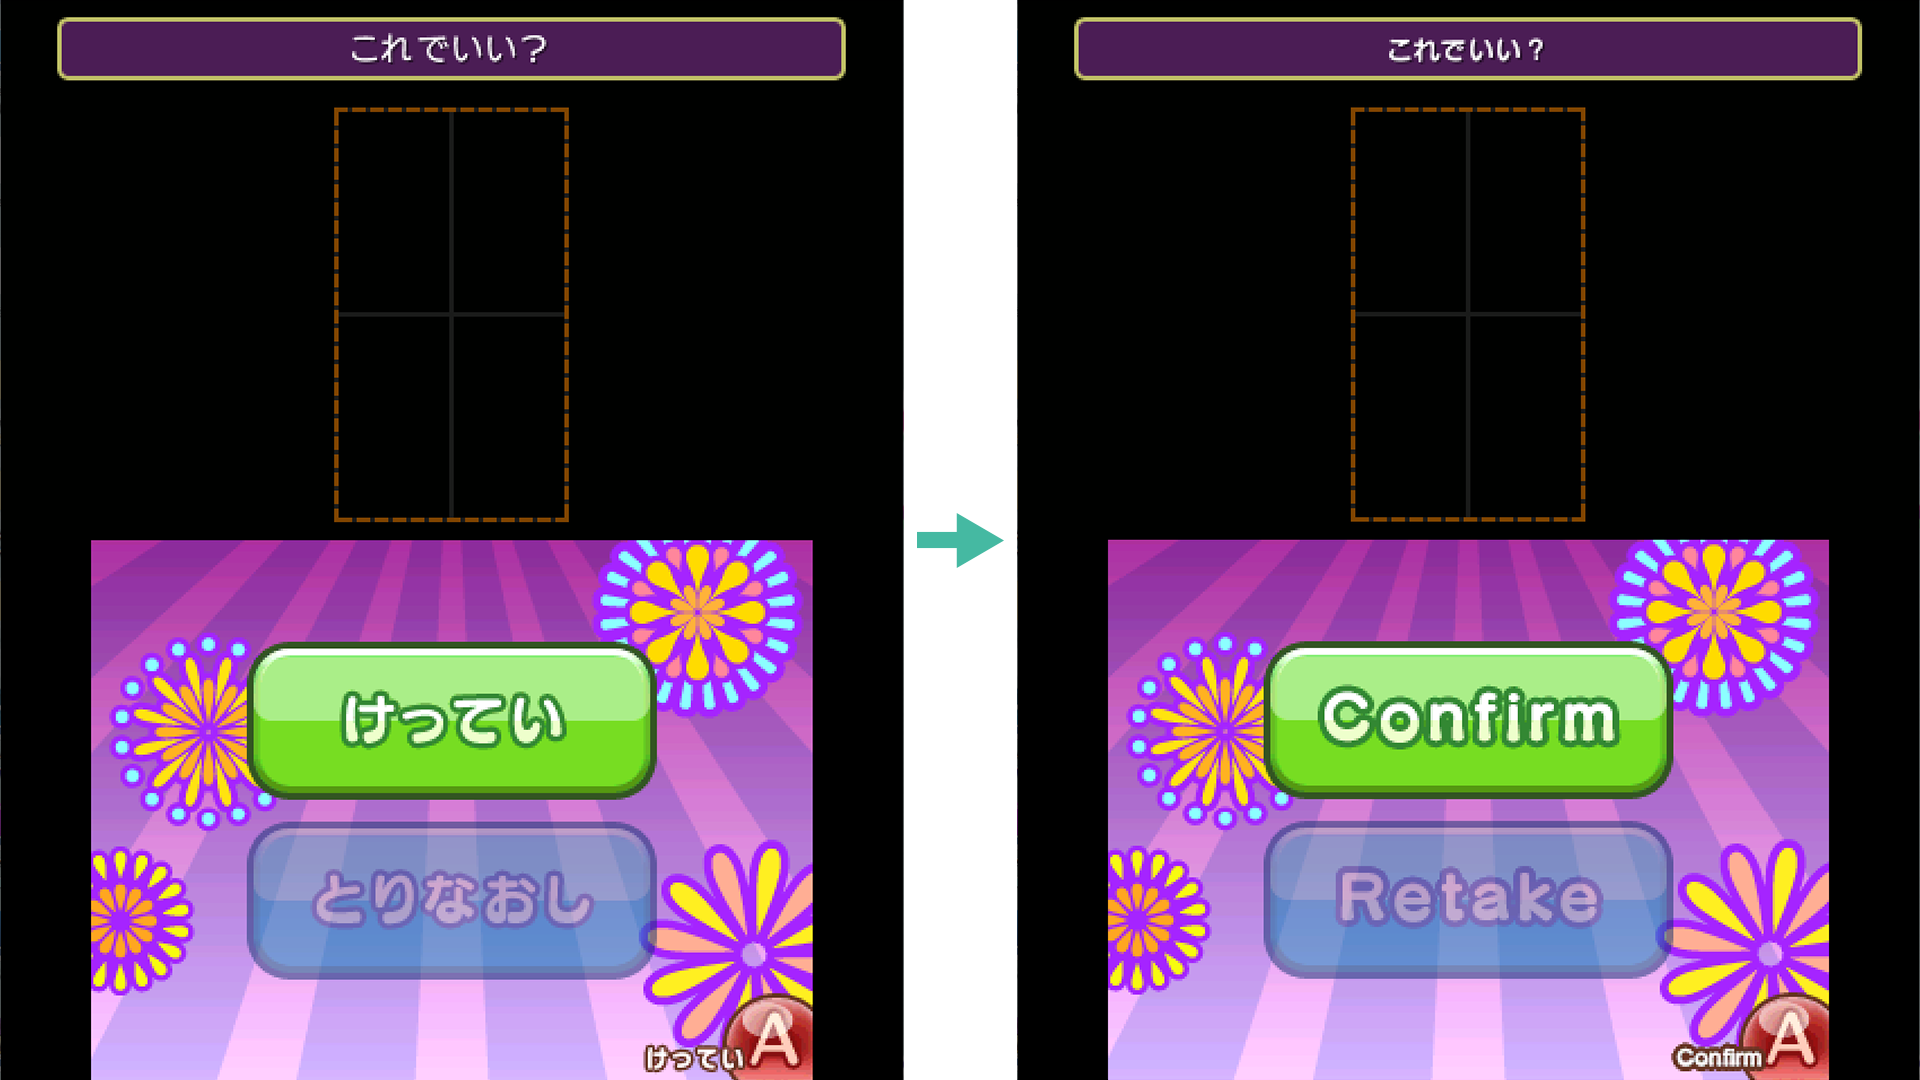 これでいい？
けってい
とりなおし
けってい A
これでいい？
Confirm
Retake
Confirm A